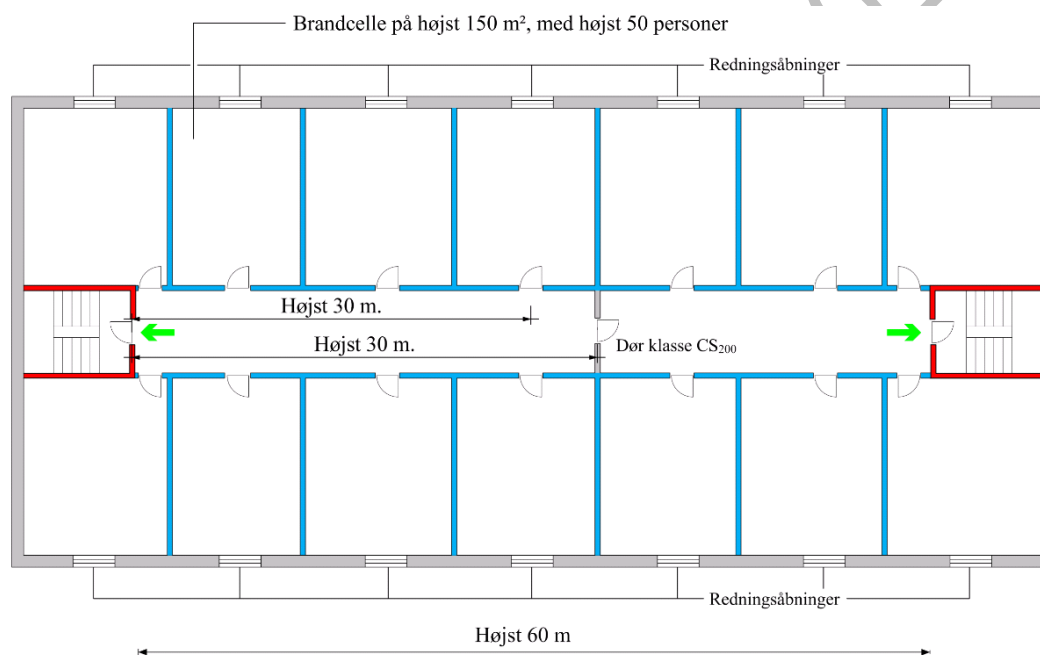 Brandcelle på højst 150 m², med højst 50 personer
Redningsåbninger
Højst 30 m.
Højst 30 m.
Dør klasse CS₂₀₀
Redningsåbninger
Højst 60 m